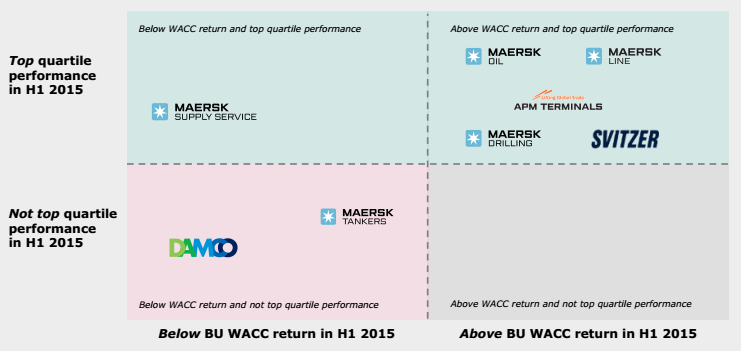 Below WACC return and top quartile performance
Above WACC return and top quartile performance
Top quartile
performance
in H1 2015
MAERSK
OIL
MAERSK
LINE
MAERSK
SUPPLY SERVICE
Lifting Global Trade
APM TERMINALS
MAERSK
DRILLING
SVITZER
Not top quartile
performance
in H1 2015
MAERSK
TANKERS
DAMCO
Below WACC return and not top quartile performance
Above WACC return and not top quartile performance
Below BU WACC return in H1 2015
Above BU WACC return in H1 2015